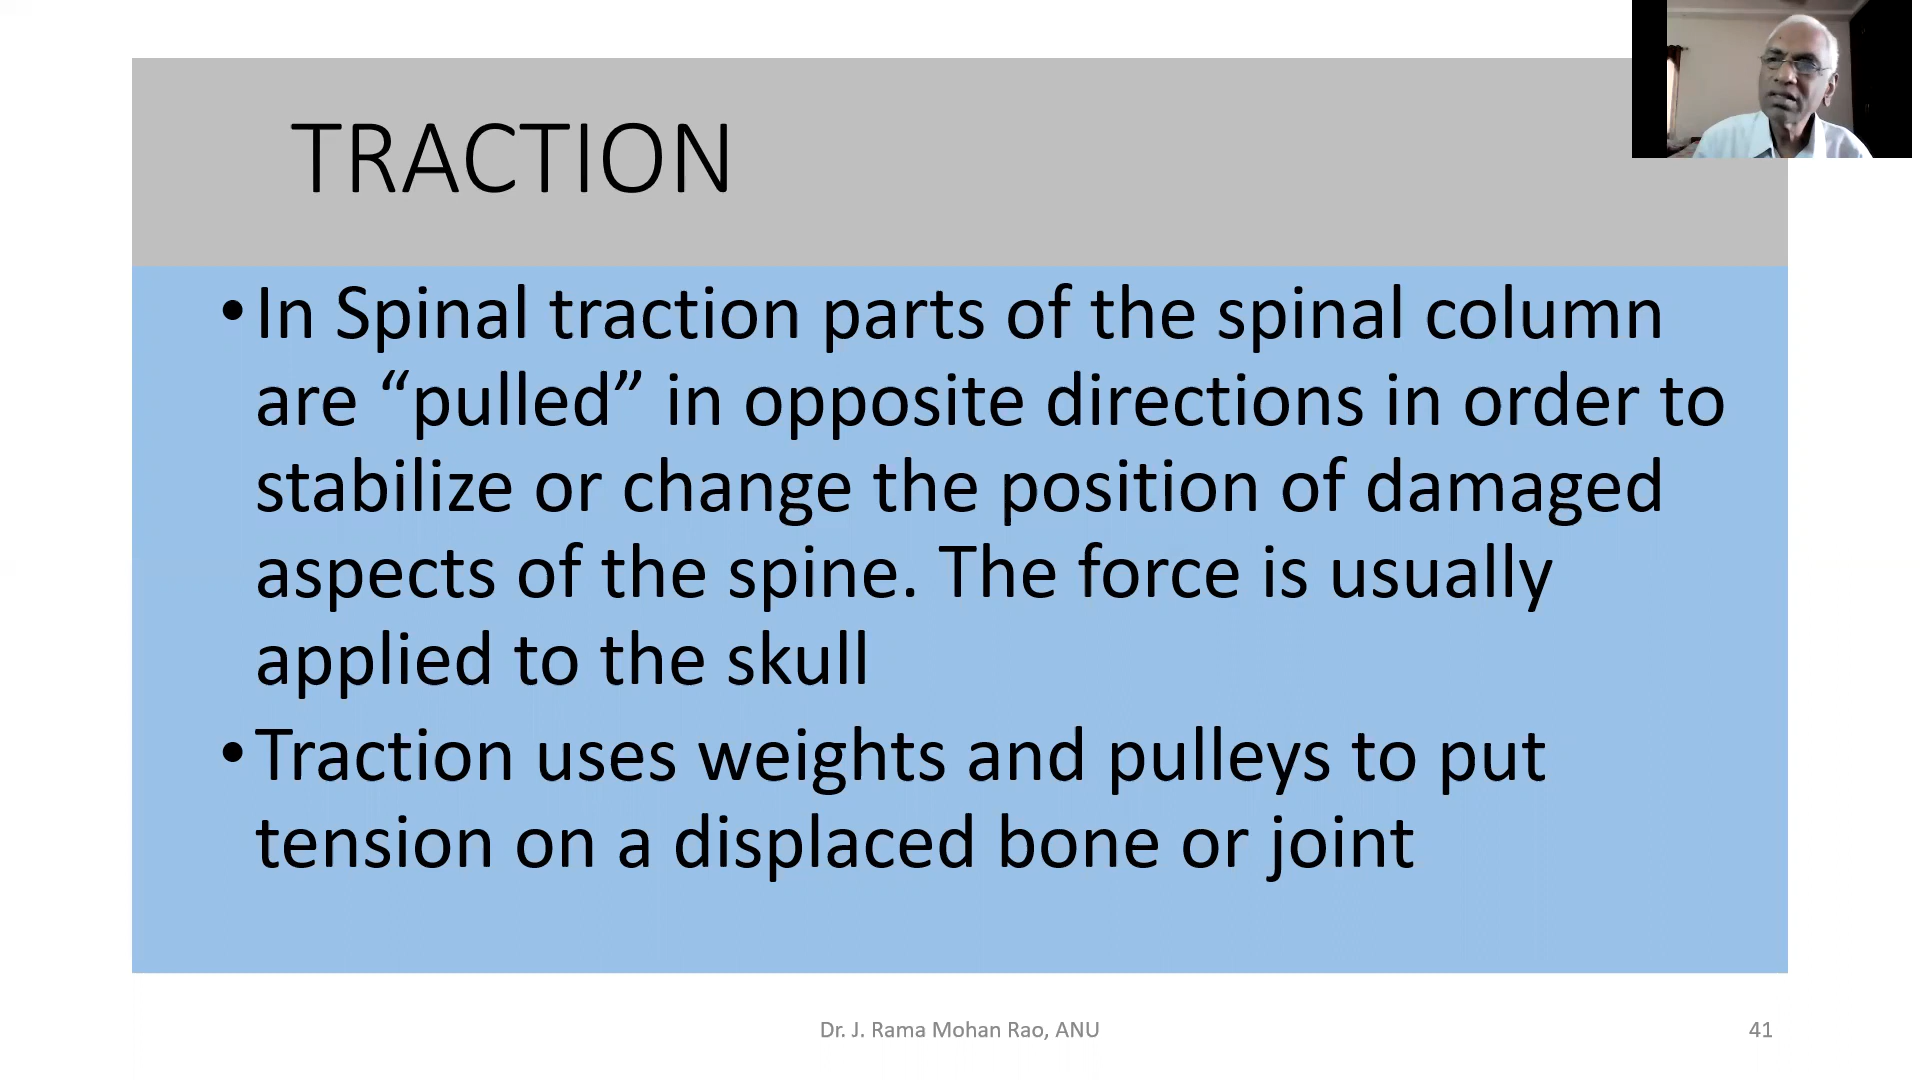 TRACTION
•In Spinal traction parts of the spinal column
are “pulled” in opposite directions in order to
stabilize or change the position of damaged
aspects of the spine. The force is usually
applied to the skull
•Traction uses weights and pulleys to put
tension on a displaced bone or joint
Dr. J. Rama Mohan Rao, ANU
41